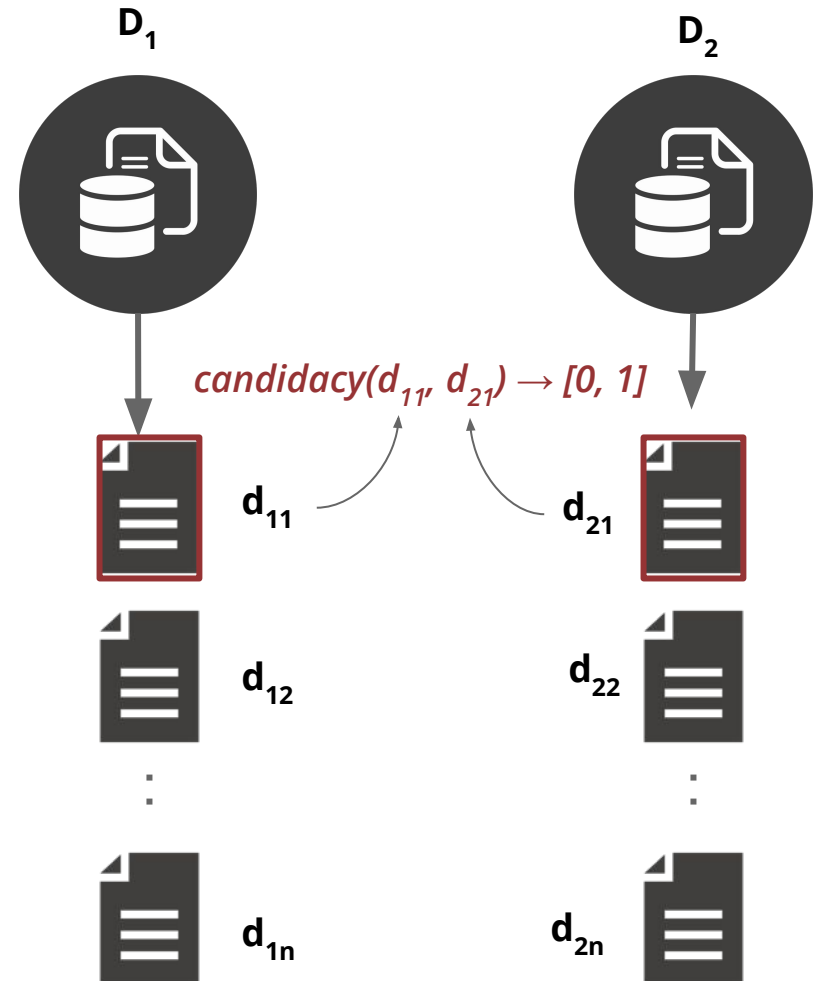 D₁
D₂
candidacy(d₁₁, d₂₁) → [0, 1]
d₁₁
d₂₁
d₁₂
d₂₂
:
:
d₁ₙ
d₂ₙ